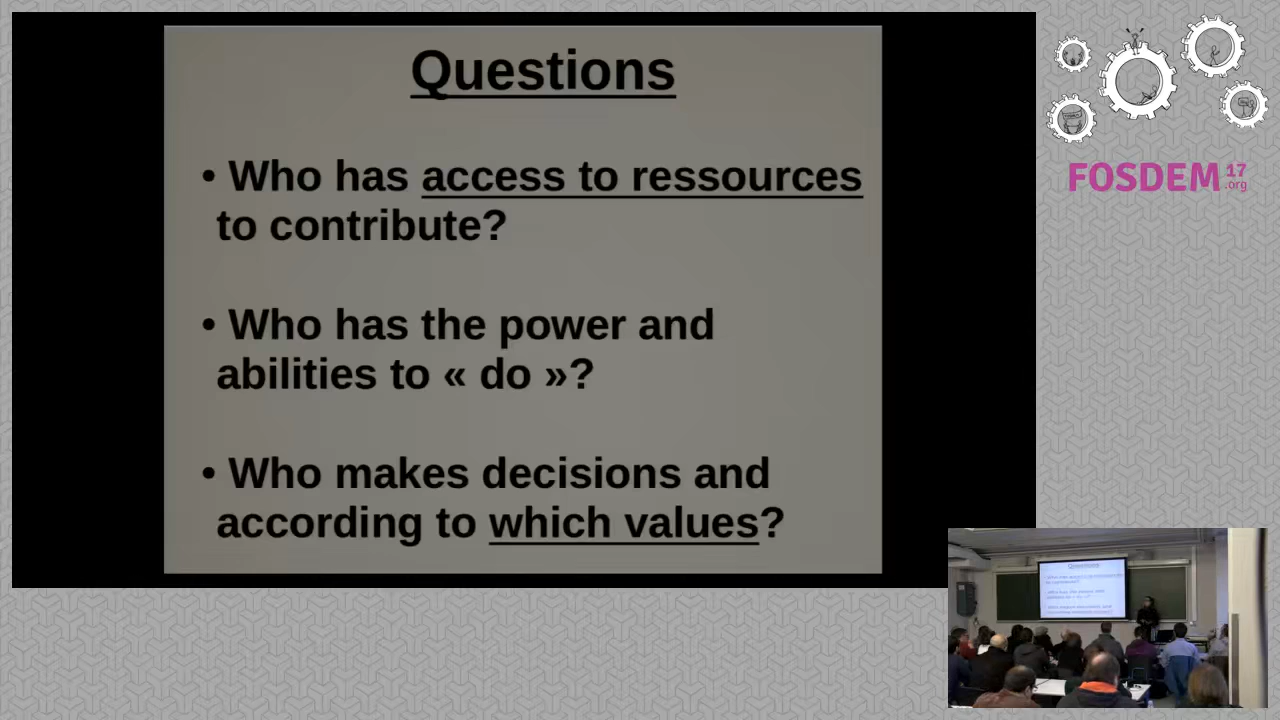 Questions
• Who has access to ressources
to contribute?
• Who has the power and
abilities to « do »?
• Who makes decisions and
according to which values?
FOSDEM 17
.org
Questions